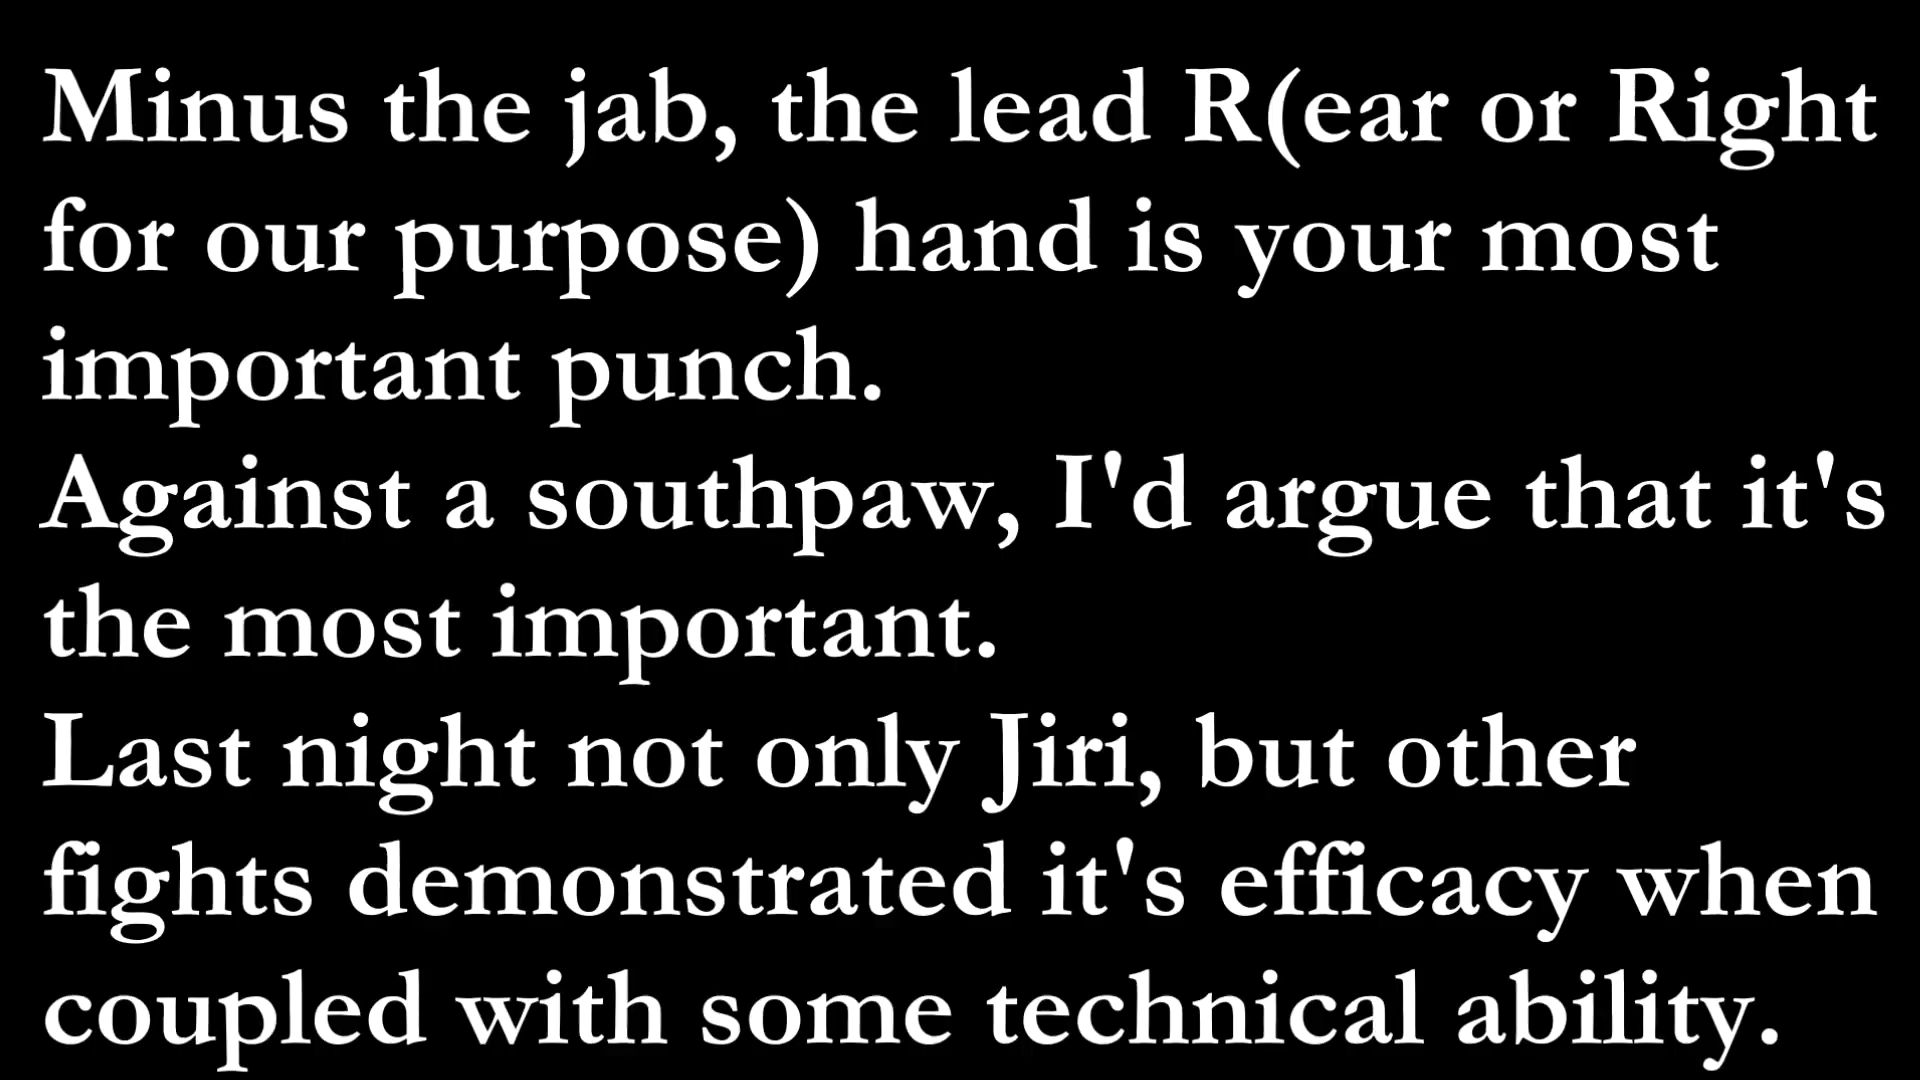 Minus the jab, the lead R(ear or Right
for our purpose) hand is your most
important punch.
Against a southpaw, I'd argue that it's
the most important.
Last night not only Jiri, but other
fights demonstrated it's efficacy when
coupled with some technical ability.